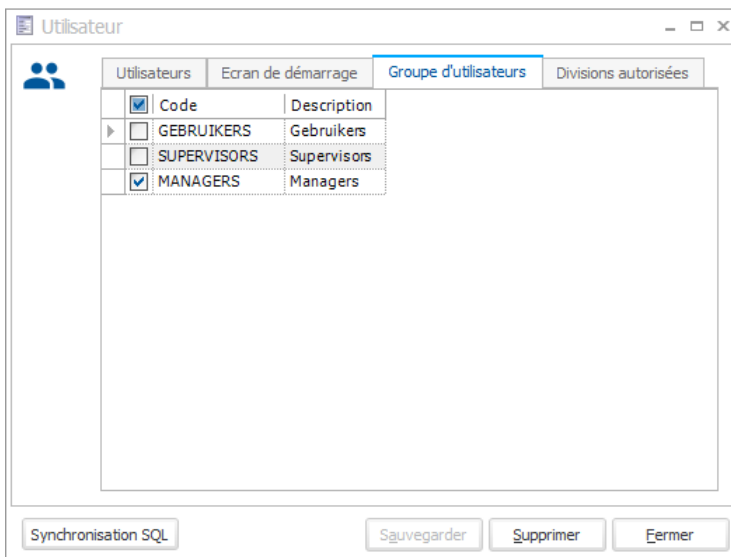 Utilisateur
Utilisateurs Ecran de démarrage Groupe d'utilisateurs Divisions autorisées
Code Description
GEBRUIKERS Gebruikers
SUPERVISORS Supervisors
MANAGERS Managers
Synchronisation SQL Sauvegarder Supprimer Fermer